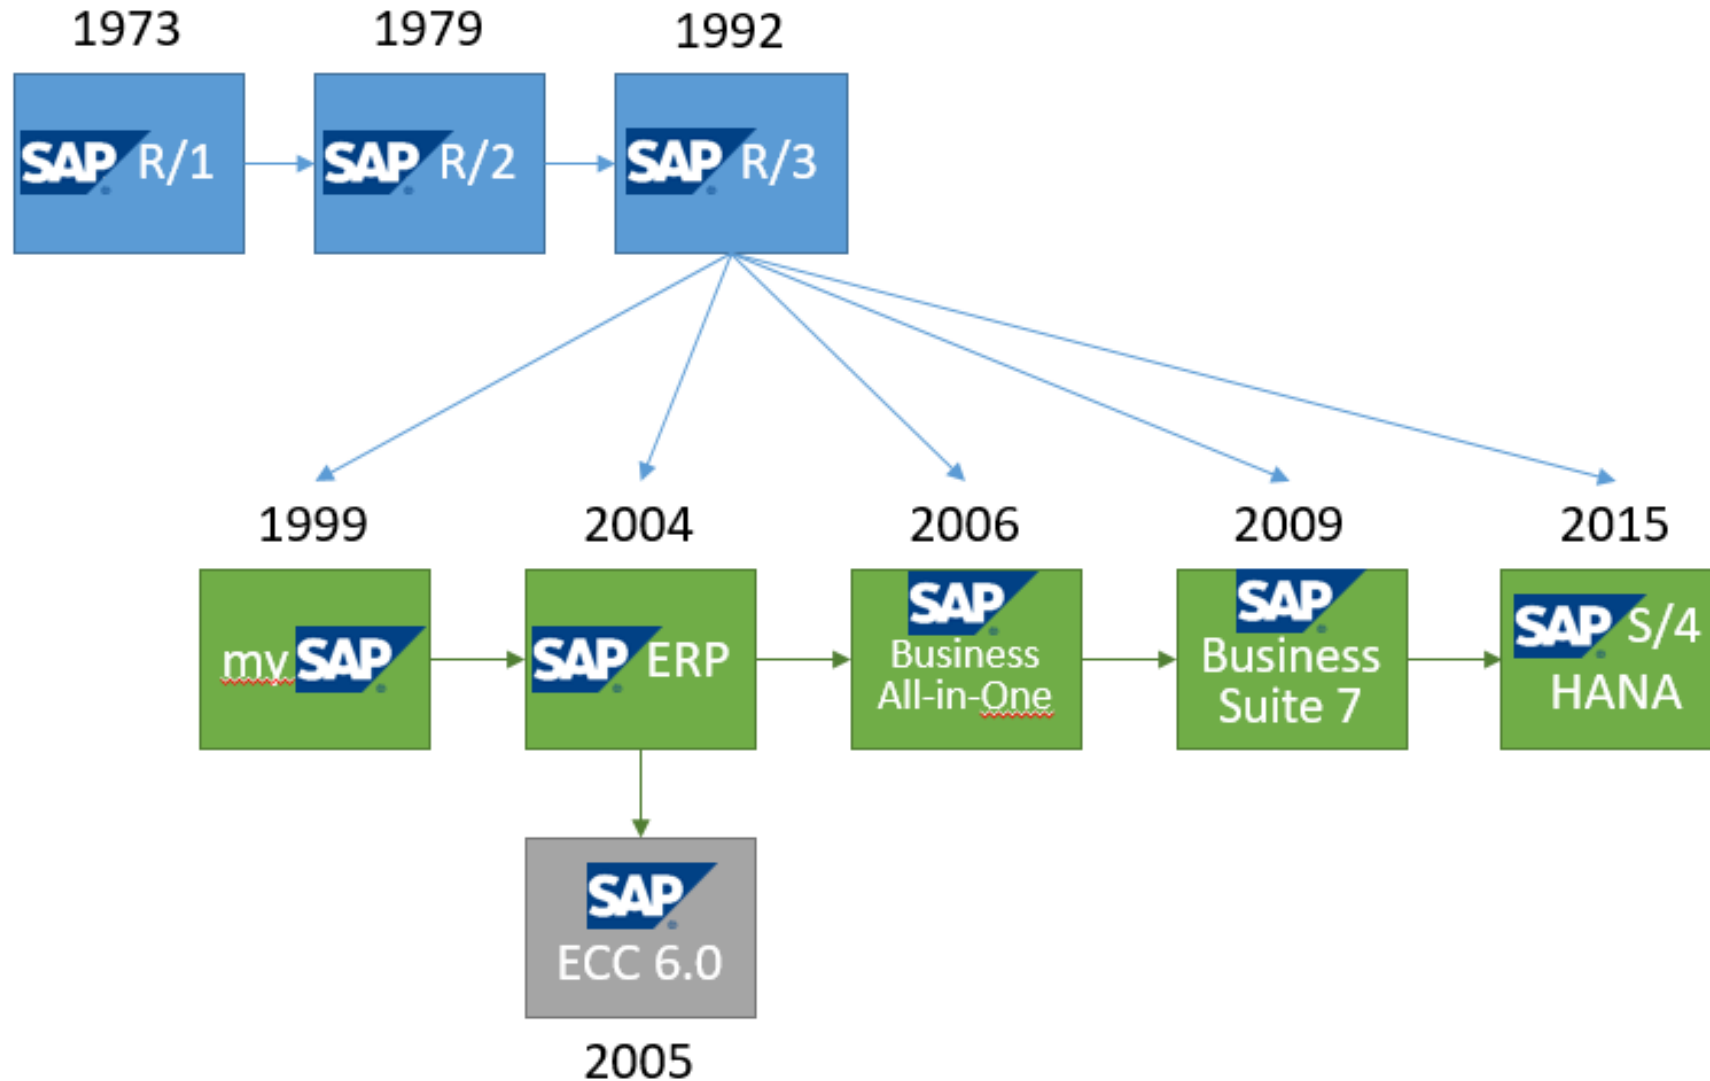 1973
1979
1992
SAP R/1
SAP R/2
SAP R/3
1999
2004
2006
2009
2015
my SAP
SAP ERP
SAP
Business
All-in-One
SAP
Business
Suite 7
SAP S/4
HANA
SAP
ECC 6.0
2005